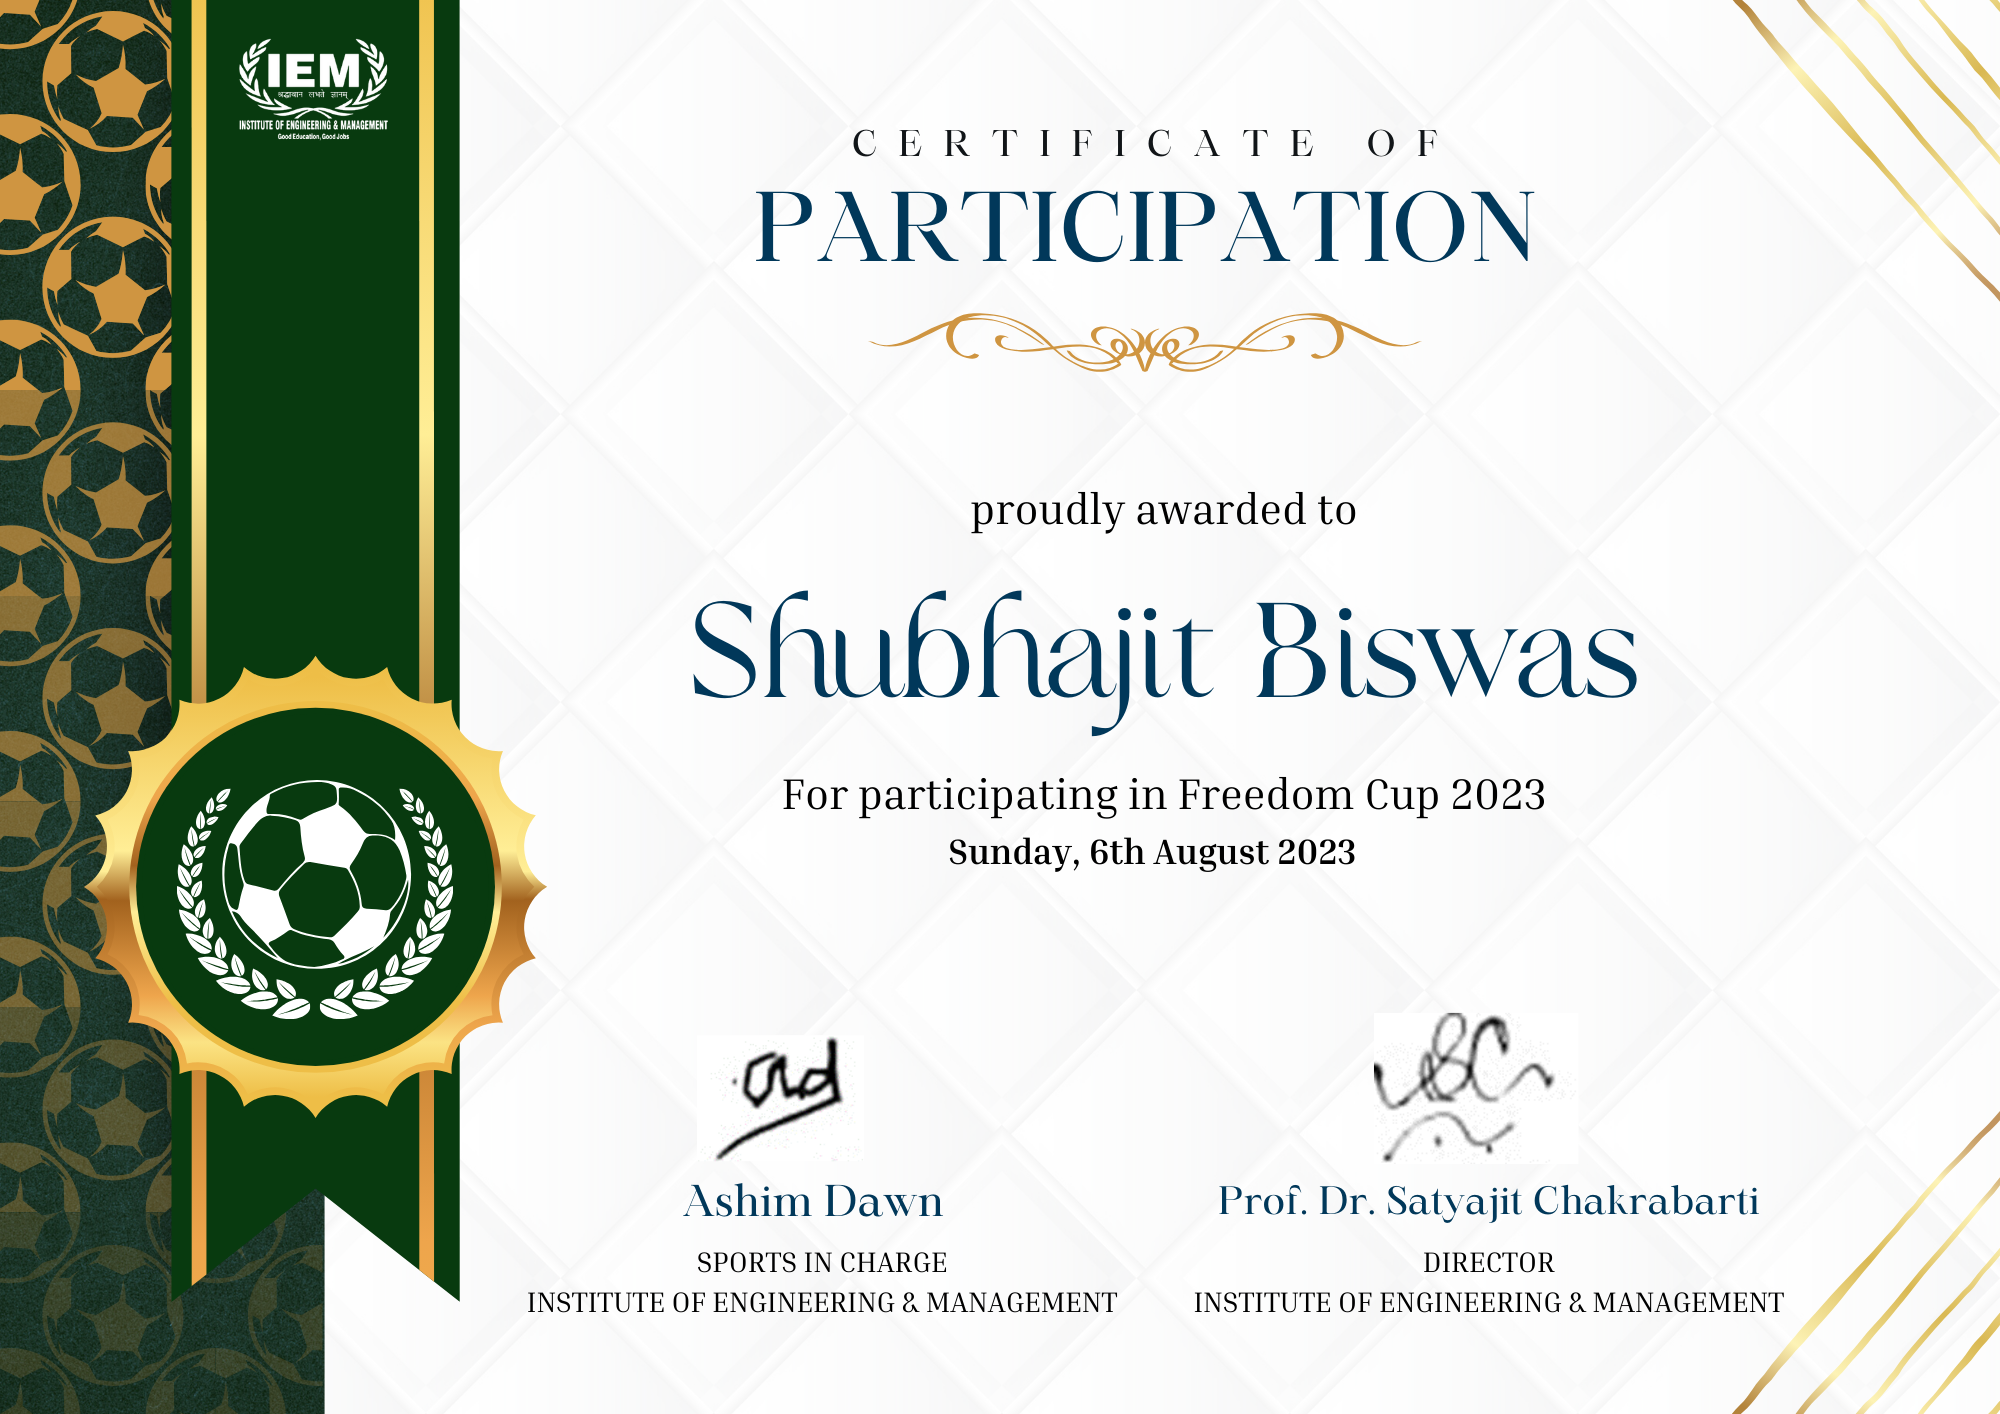 IEM
श्रद्धावान लभते ज्ञानम्
INSTITUTE OF ENGINEERING & MANAGEMENT
Good Education, Good Jobs
CERTIFICATE OF
PARTICIPATION
proudly awarded to
Shubhajit Biswas
For participating in Freedom Cup 2023
Sunday, 6th August 2023
Ashim Dawn
SPORTS IN CHARGE
INSTITUTE OF ENGINEERING & MANAGEMENT
Prof. Dr. Satyajit Chakrabarti
DIRECTOR
INSTITUTE OF ENGINEERING & MANAGEMENT